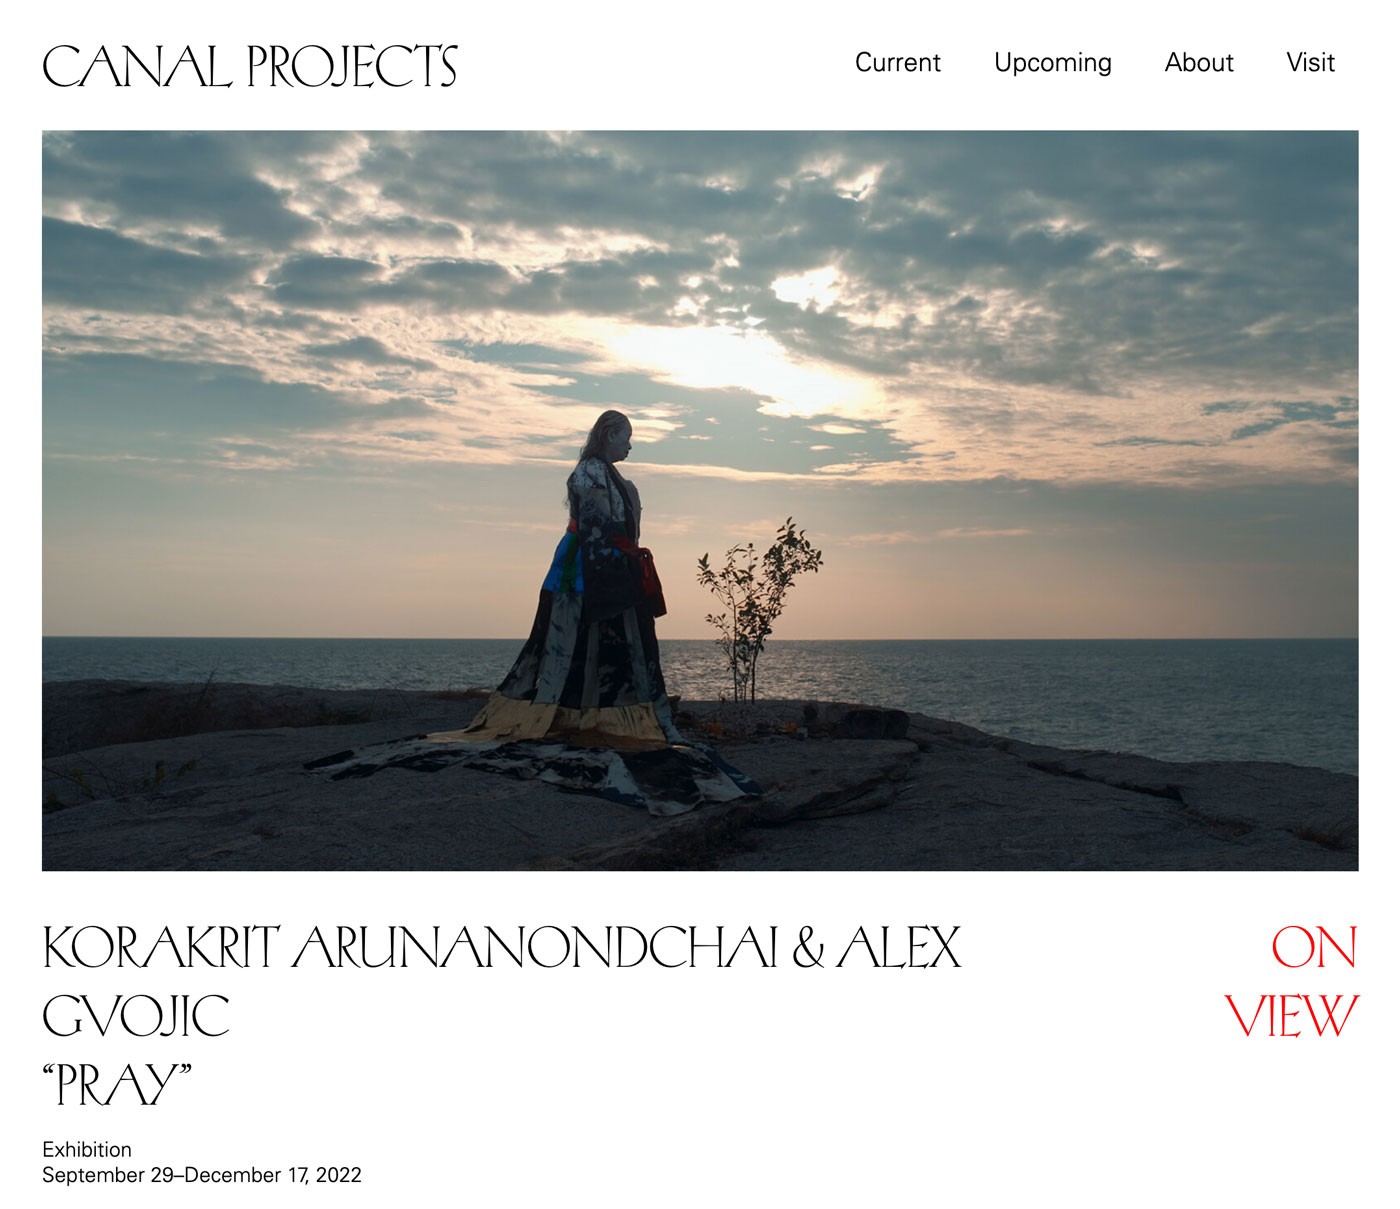 CANAL PROJECTS
Current Upcoming About Visit
KORAKRIT ARUNANONDCHAI & ALEX
GVOJIC
“PRAY”
ON
VIEW
Exhibition
September 29–December 17, 2022